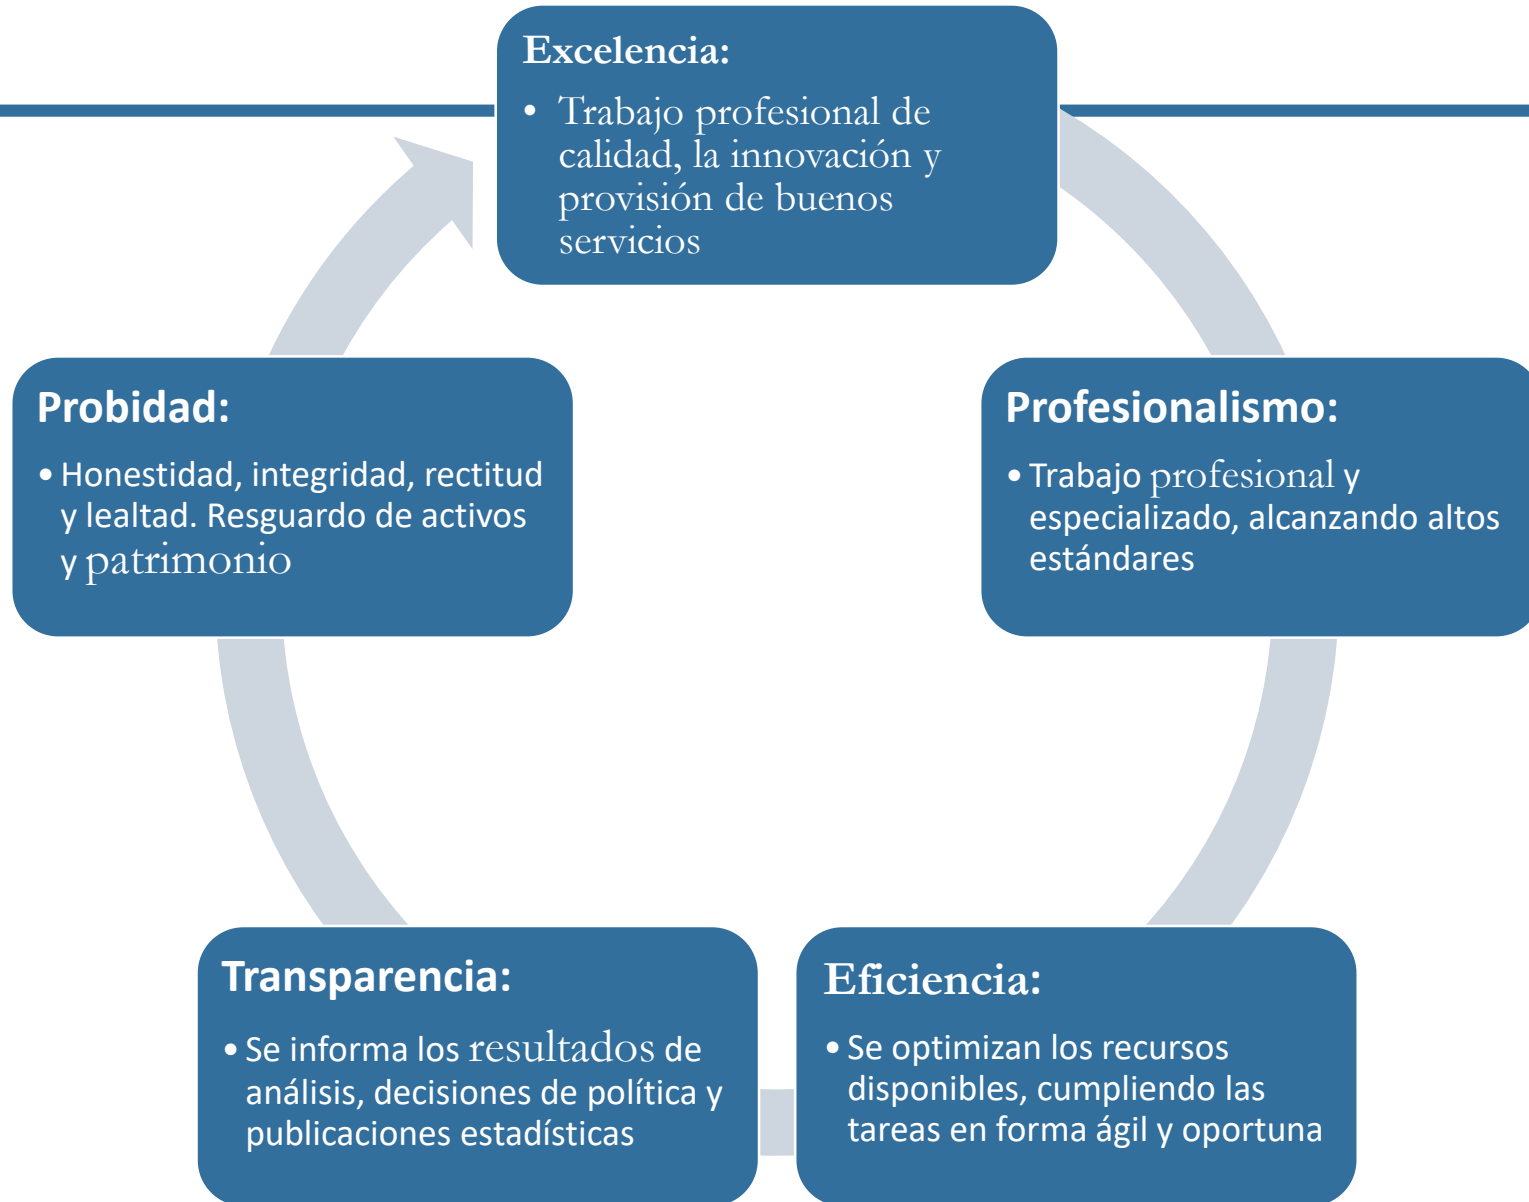 Excelencia:
• Trabajo profesional de
calidad, la innovación y
provisión de buenos
servicios
Profesionalismo:
• Trabajo profesional y
especializado, alcanzando altos
estándares
Eficiencia:
• Se optimizan los recursos
disponibles, cumpliendo las
tareas en forma ágil y oportuna
Transparencia:
• Se informa los resultados de
análisis, decisiones de política y
publicaciones estadísticas
Probidad:
• Honestidad, integridad, rectitud
y lealtad. Resguardo de activos
y patrimonio